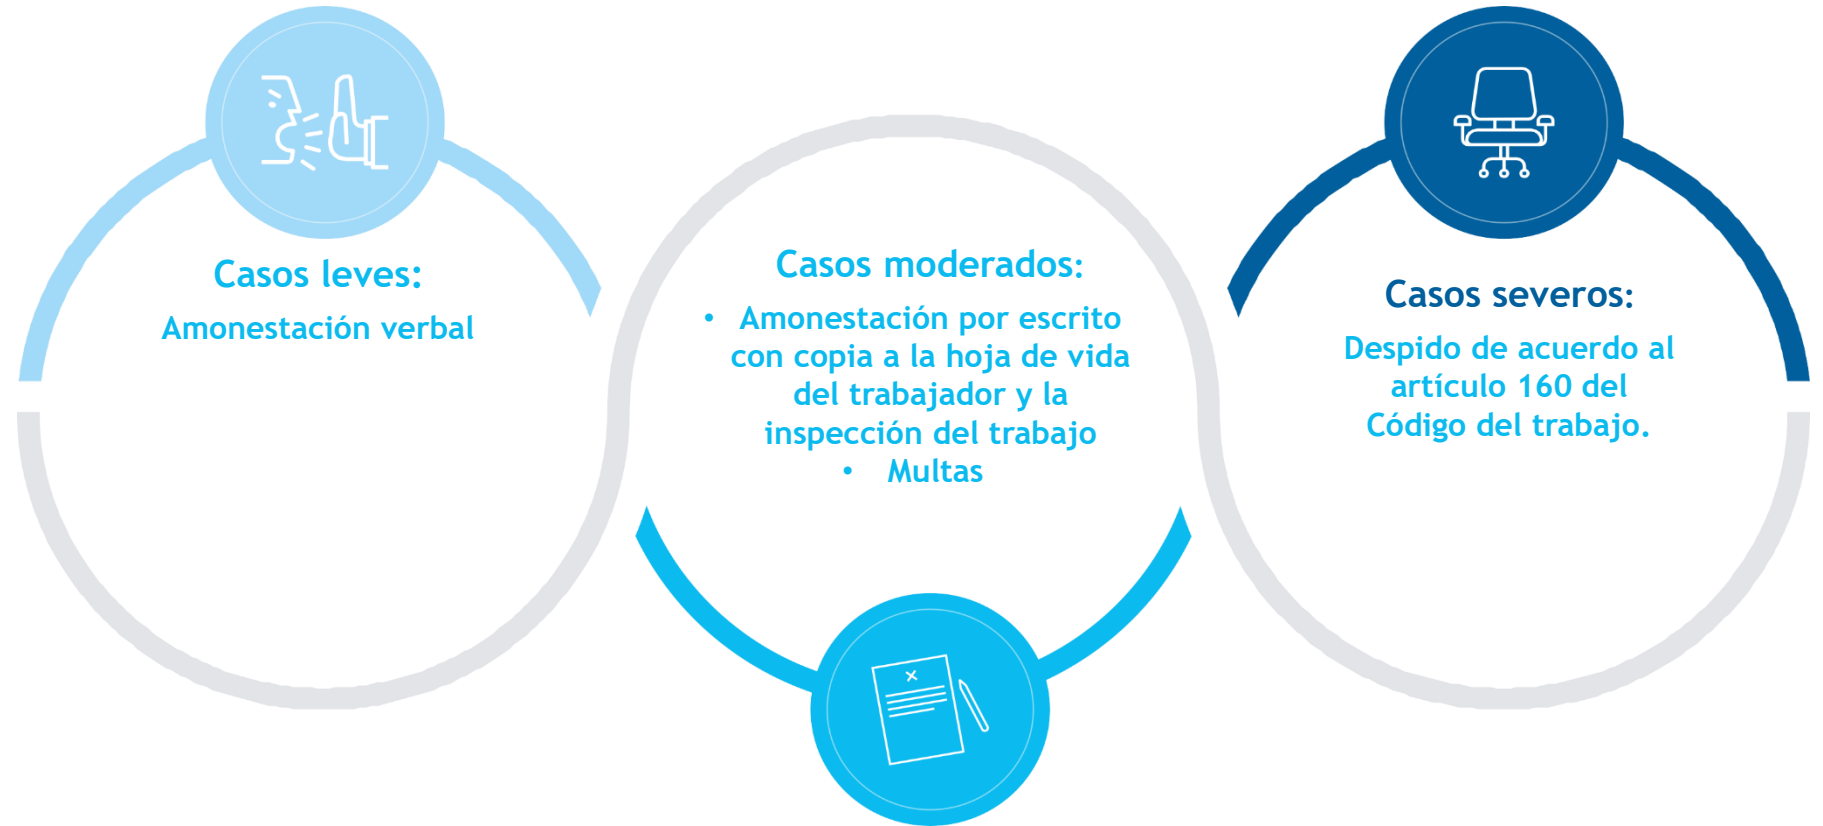 Casos leves:
Amonestación verbal
Casos moderados:
• Amonestación por escrito
con copia a la hoja de vida
del trabajador y la
inspección del trabajo
• Multas
Casos severos:
Despido de acuerdo al
artículo 160 del
Código del trabajo.